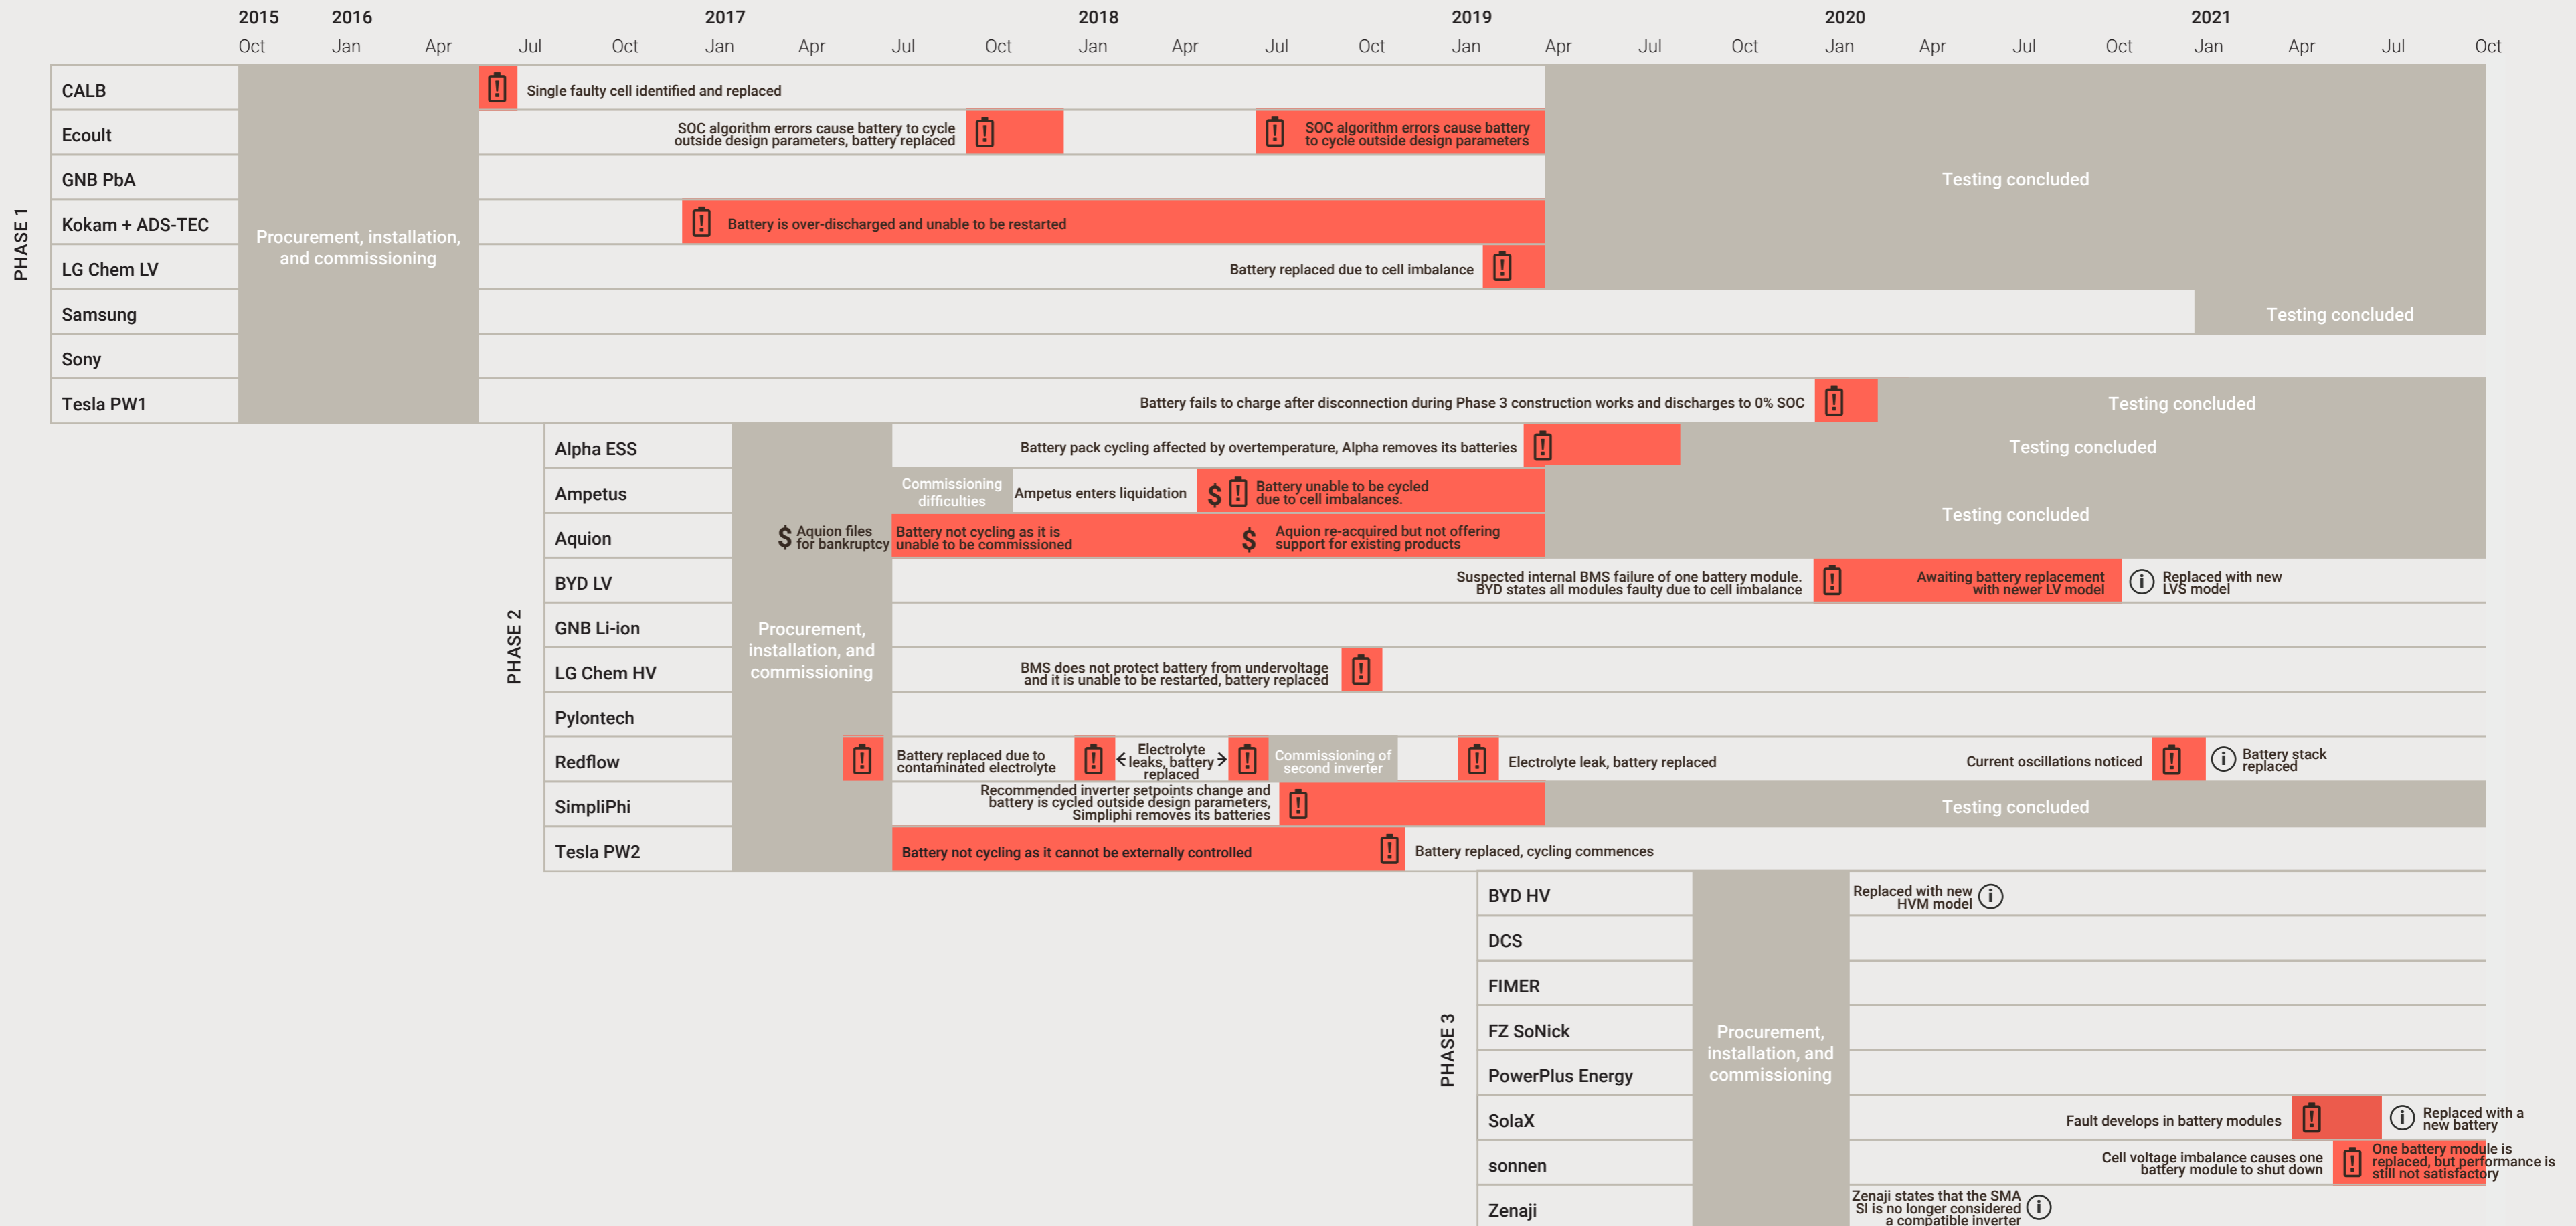 2015 2016 2017 2018 2019 2020 2021
Oct Jan Apr Jul Oct Jan Apr Jul Oct Jan Apr Jul Oct Jan Apr Jul Oct Jan Apr Jul Oct Jan Apr Jul Oct
PHASE 1
Procurement, installation,
and commissioning
CALB
Single faulty cell identified and replaced
Ecoult
SOC algorithm errors cause battery to cycle
outside design parameters, battery replaced
SOC algorithm errors cause battery
to cycle outside design parameters
GNB PbA
Testing concluded
Kokam + ADS-TEC
Battery is over-discharged and unable to be restarted
LG Chem LV
Battery replaced due to cell imbalance
Samsung
Testing concluded
Sony
Tesla PW1
Battery fails to charge after disconnection during Phase 3 construction works and discharges to 0% SOC
Testing concluded
PHASE 2
Procurement,
installation, and
commissioning
Alpha ESS
Battery pack cycling affected by overtemperature, Alpha removes its batteries
Testing concluded
Ampetus
Commissioning
difficulties
Ampetus enters liquidation
$
Battery unable to be cycled
due to cell imbalances.
Testing concluded
Aquion
$
Aquion files
for bankruptcy
Battery not cycling as it is
unable to be commissioned
$
Aquion re-acquired but not offering
support for existing products
BYD LV
Suspected internal BMS failure of one battery module.
BYD states all modules faulty due to cell imbalance
Awaiting battery replacement
with newer LV model
Replaced with new
LVS model
GNB Li-ion
LG Chem HV
BMS does not protect battery from undervoltage
and it is unable to be restarted, battery replaced
Pylontech
Redflow
Battery replaced due to
contaminated electrolyte
Electrolyte
leaks, battery
replaced
Commissioning of
second inverter
Electrolyte leak, battery replaced
Current oscillations noticed
Battery stack
replaced
SimpliPhi
Recommended inverter setpoints change and
battery is cycled outside design parameters,
Simpliphi removes its batteries
Testing concluded
Tesla PW2
Battery not cycling as it cannot be externally controlled
Battery replaced, cycling commences
PHASE 3
Procurement,
installation, and
commissioning
BYD HV
Replaced with new
HVM model
DCS
FIMER
FZ SoNick
PowerPlus Energy
SolaX
Fault develops in battery modules
Replaced with a
new battery
sonnen
Cell voltage imbalance causes one
battery module to shut down
One battery module is
replaced, but performance is
still not satisfactory
Zenaji
Zenaji states that the SMA
SI is no longer considered
a compatible inverter